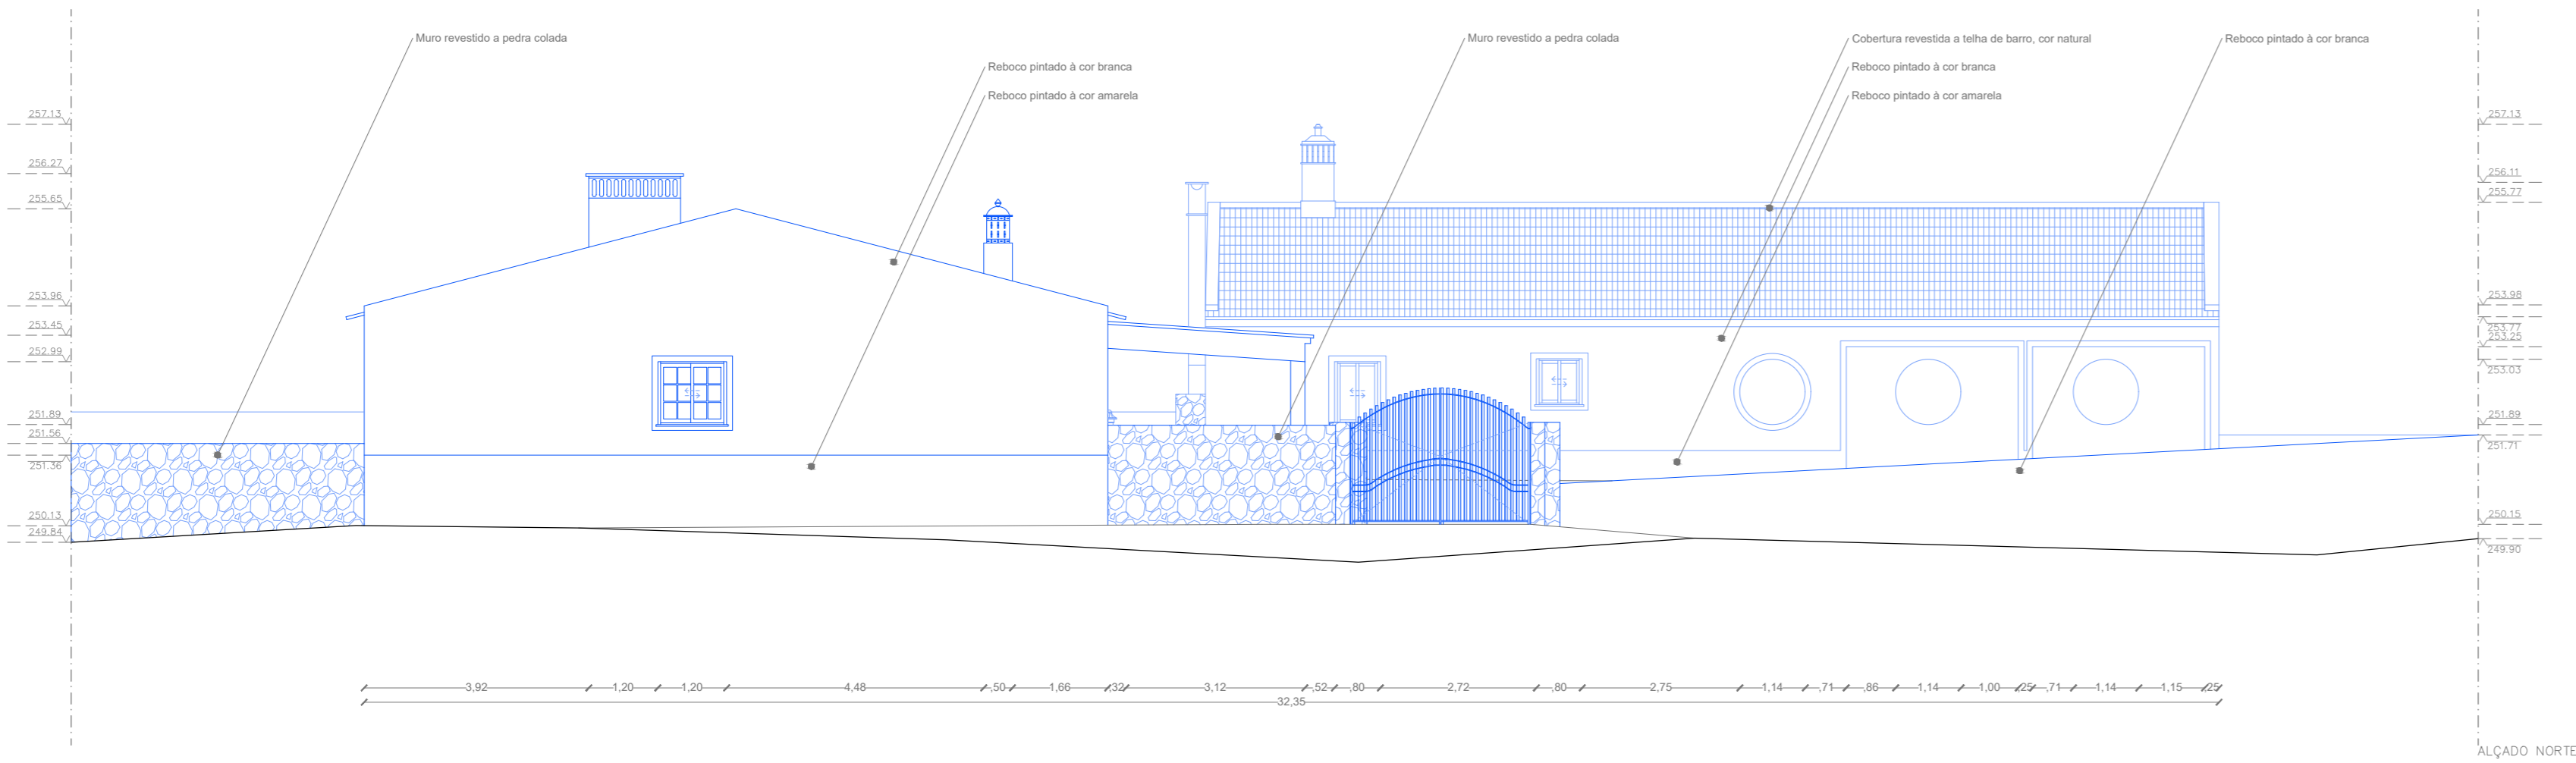 Muro revestido a pedra colada
Muro revestido a pedra colada
Cobertura revestida a telha de barro, cor natural
Reboco pintado à cor branca
Reboco pintado à cor branca
Reboco pintado à cor branca
Reboco pintado à cor amarela
Reboco pintado à cor amarela
257.13
256.27
255.65
253.96
253.45
252.99
251.89
251.56
251.36
250.13
249.84
257.13
256.11
255.77
253.98
253.77
253.25
253.03
251.89
251.71
250.15
249.90
3,92 1,20 1,20 4,48 ,50 1,66 ,32 3,12 ,52 ,80 2,72 ,80 2,75 1,14 ,71 ,86 1,14 1,00 ,25 ,71 1,14 1,15 ,25
32,35
ALÇADO NORTE